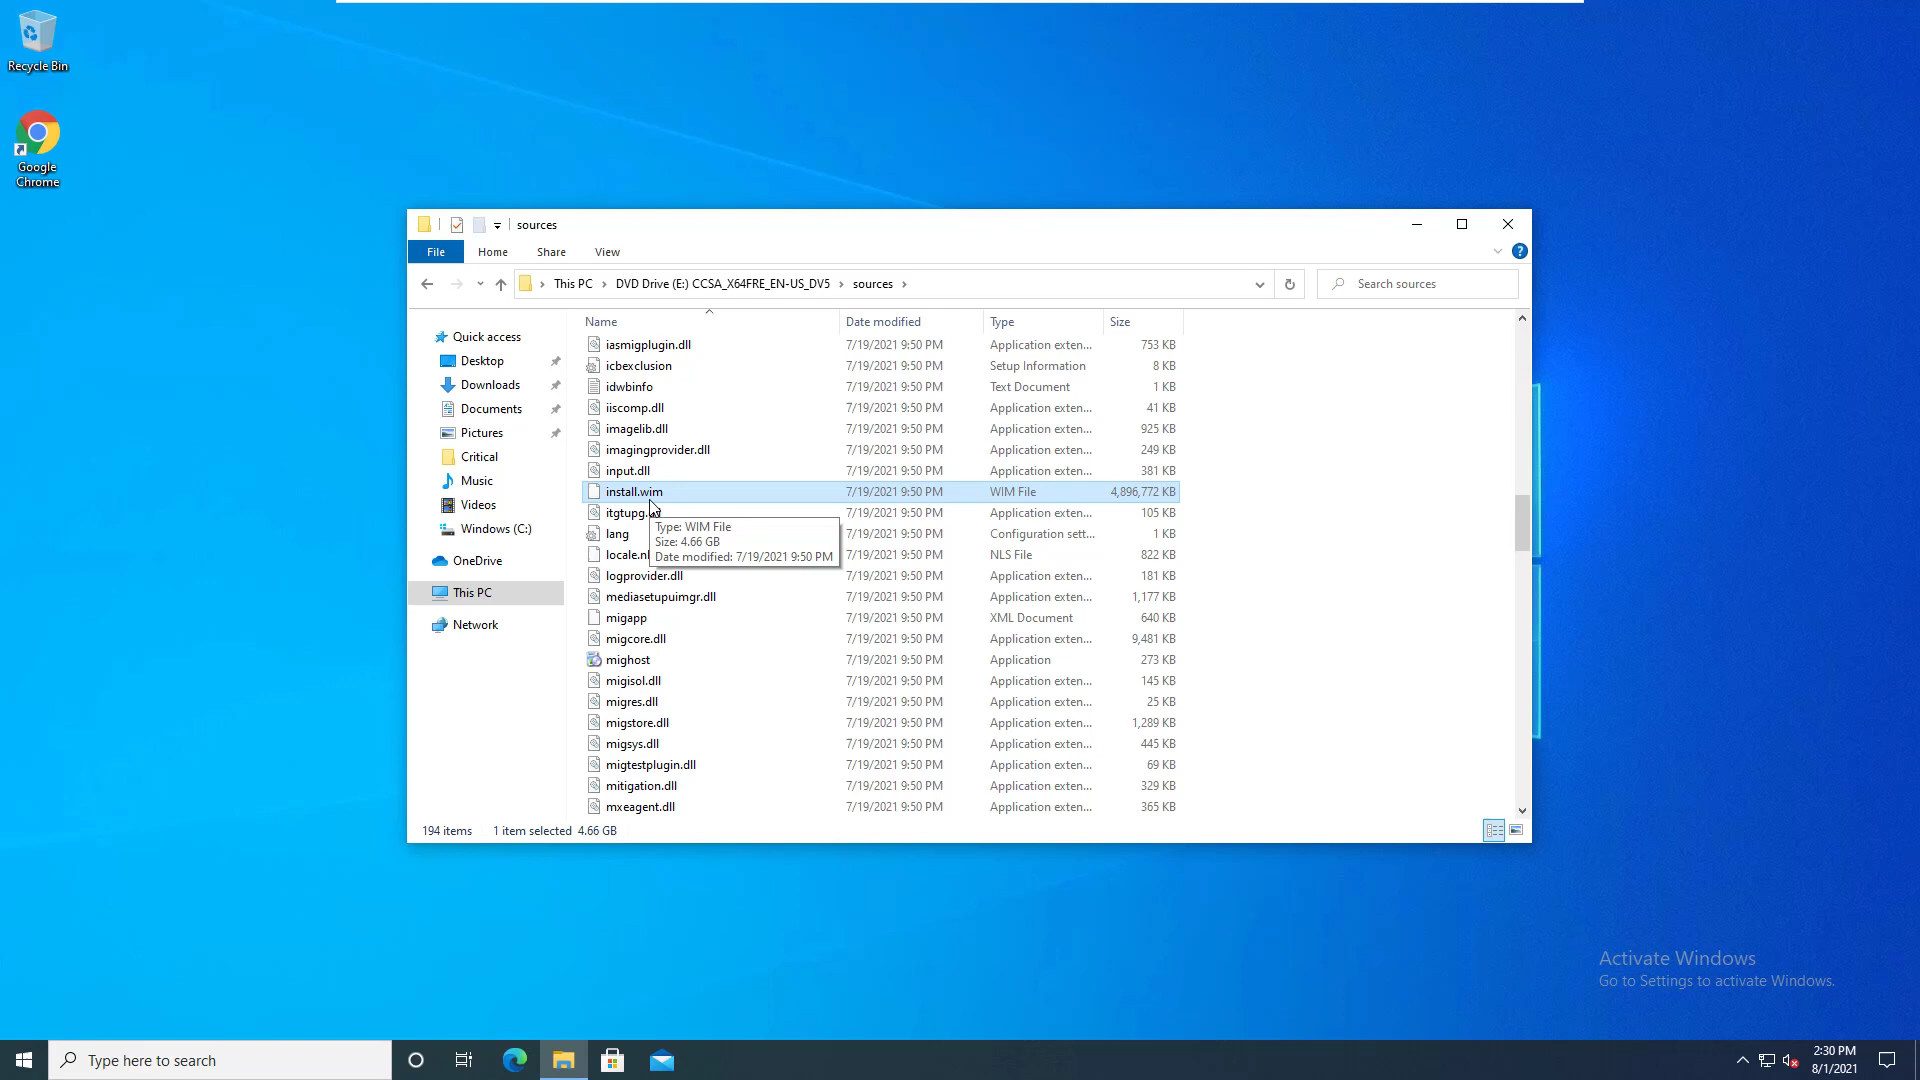 Recycle Bin
Google
Chrome
sources
File
Home
Share
View
This PC
DVD Drive (E:) CCSA_X64FRE_EN-US_DV5
sources
Search sources
Quick access
Desktop
Downloads
Documents
Pictures
Critical
Music
Videos
Windows (C:)
OneDrive
This PC
Network
Name Date modified Type Size
iasmigplugin.dll 7/19/2021 9:50 PM Application exten... 753 KB
icbexclusion 7/19/2021 9:50 PM Setup Information 8 KB
idwbinfo 7/19/2021 9:50 PM Text Document 1 KB
iiscomp.dll 7/19/2021 9:50 PM Application exten... 41 KB
imagelib.dll 7/19/2021 9:50 PM Application exten... 925 KB
imagingprovider.dll 7/19/2021 9:50 PM Application exten... 249 KB
input.dll 7/19/2021 9:50 PM Application exten... 381 KB
install.wim 7/19/2021 9:50 PM WIM File 4,896,772 KB
7/19/2021 9:50 PM Application exten... 105 KB
lang 7/19/2021 9:50 PM Configuration sett... 1 KB
7/19/2021 9:50 PM NLS File 822 KB
logprovider.dll 7/19/2021 9:50 PM Application exten... 181 KB
mediasetupuimgr.dll 7/19/2021 9:50 PM Application exten... 1,177 KB
migapp 7/19/2021 9:50 PM XML Document 640 KB
migcore.dll 7/19/2021 9:50 PM Application exten... 9,481 KB
mighost 7/19/2021 9:50 PM Application 273 KB
migisol.dll 7/19/2021 9:50 PM Application exten... 145 KB
migres.dll 7/19/2021 9:50 PM Application exten... 25 KB
migstore.dll 7/19/2021 9:50 PM Application exten... 1,289 KB
migsys.dll 7/19/2021 9:50 PM Application exten... 445 KB
migtestplugin.dll 7/19/2021 9:50 PM Application exten... 69 KB
mitigation.dll 7/19/2021 9:50 PM Application exten... 329 KB
mxeagent.dll 7/19/2021 9:50 PM Application exten... 365 KB
Type: WIM File
Size: 4.66 GB
Date modified: 7/19/2021 9:50 PM
194 items 1 item selected 4.66 GB
Activate Windows
Go to Settings to activate Windows.
Type here to search
2:30 PM
8/1/2021